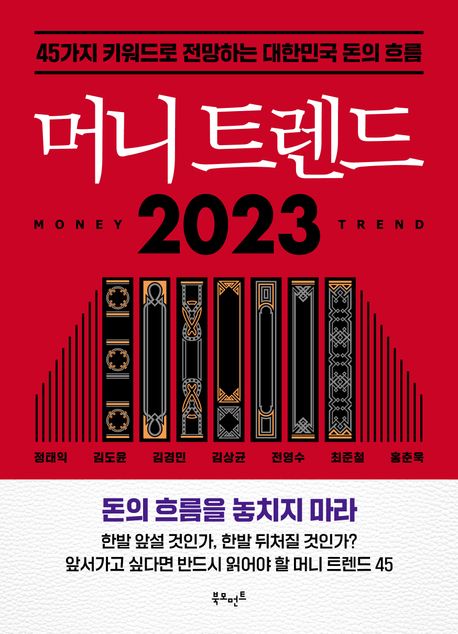 45가지 키워드로 전망하는 대한민국 돈의 흐름
머니 트렌드
MONEY 2023 TREND
정태익 김도윤 김경민 김상균 전영수 최준철 홍춘욱
돈의 흐름을 놓치지 마라
한발 앞설 것인가, 한발 뒤처질 것인가?
앞서가고 싶다면 반드시 읽어야 할 머니 트렌드 45
북모먼트